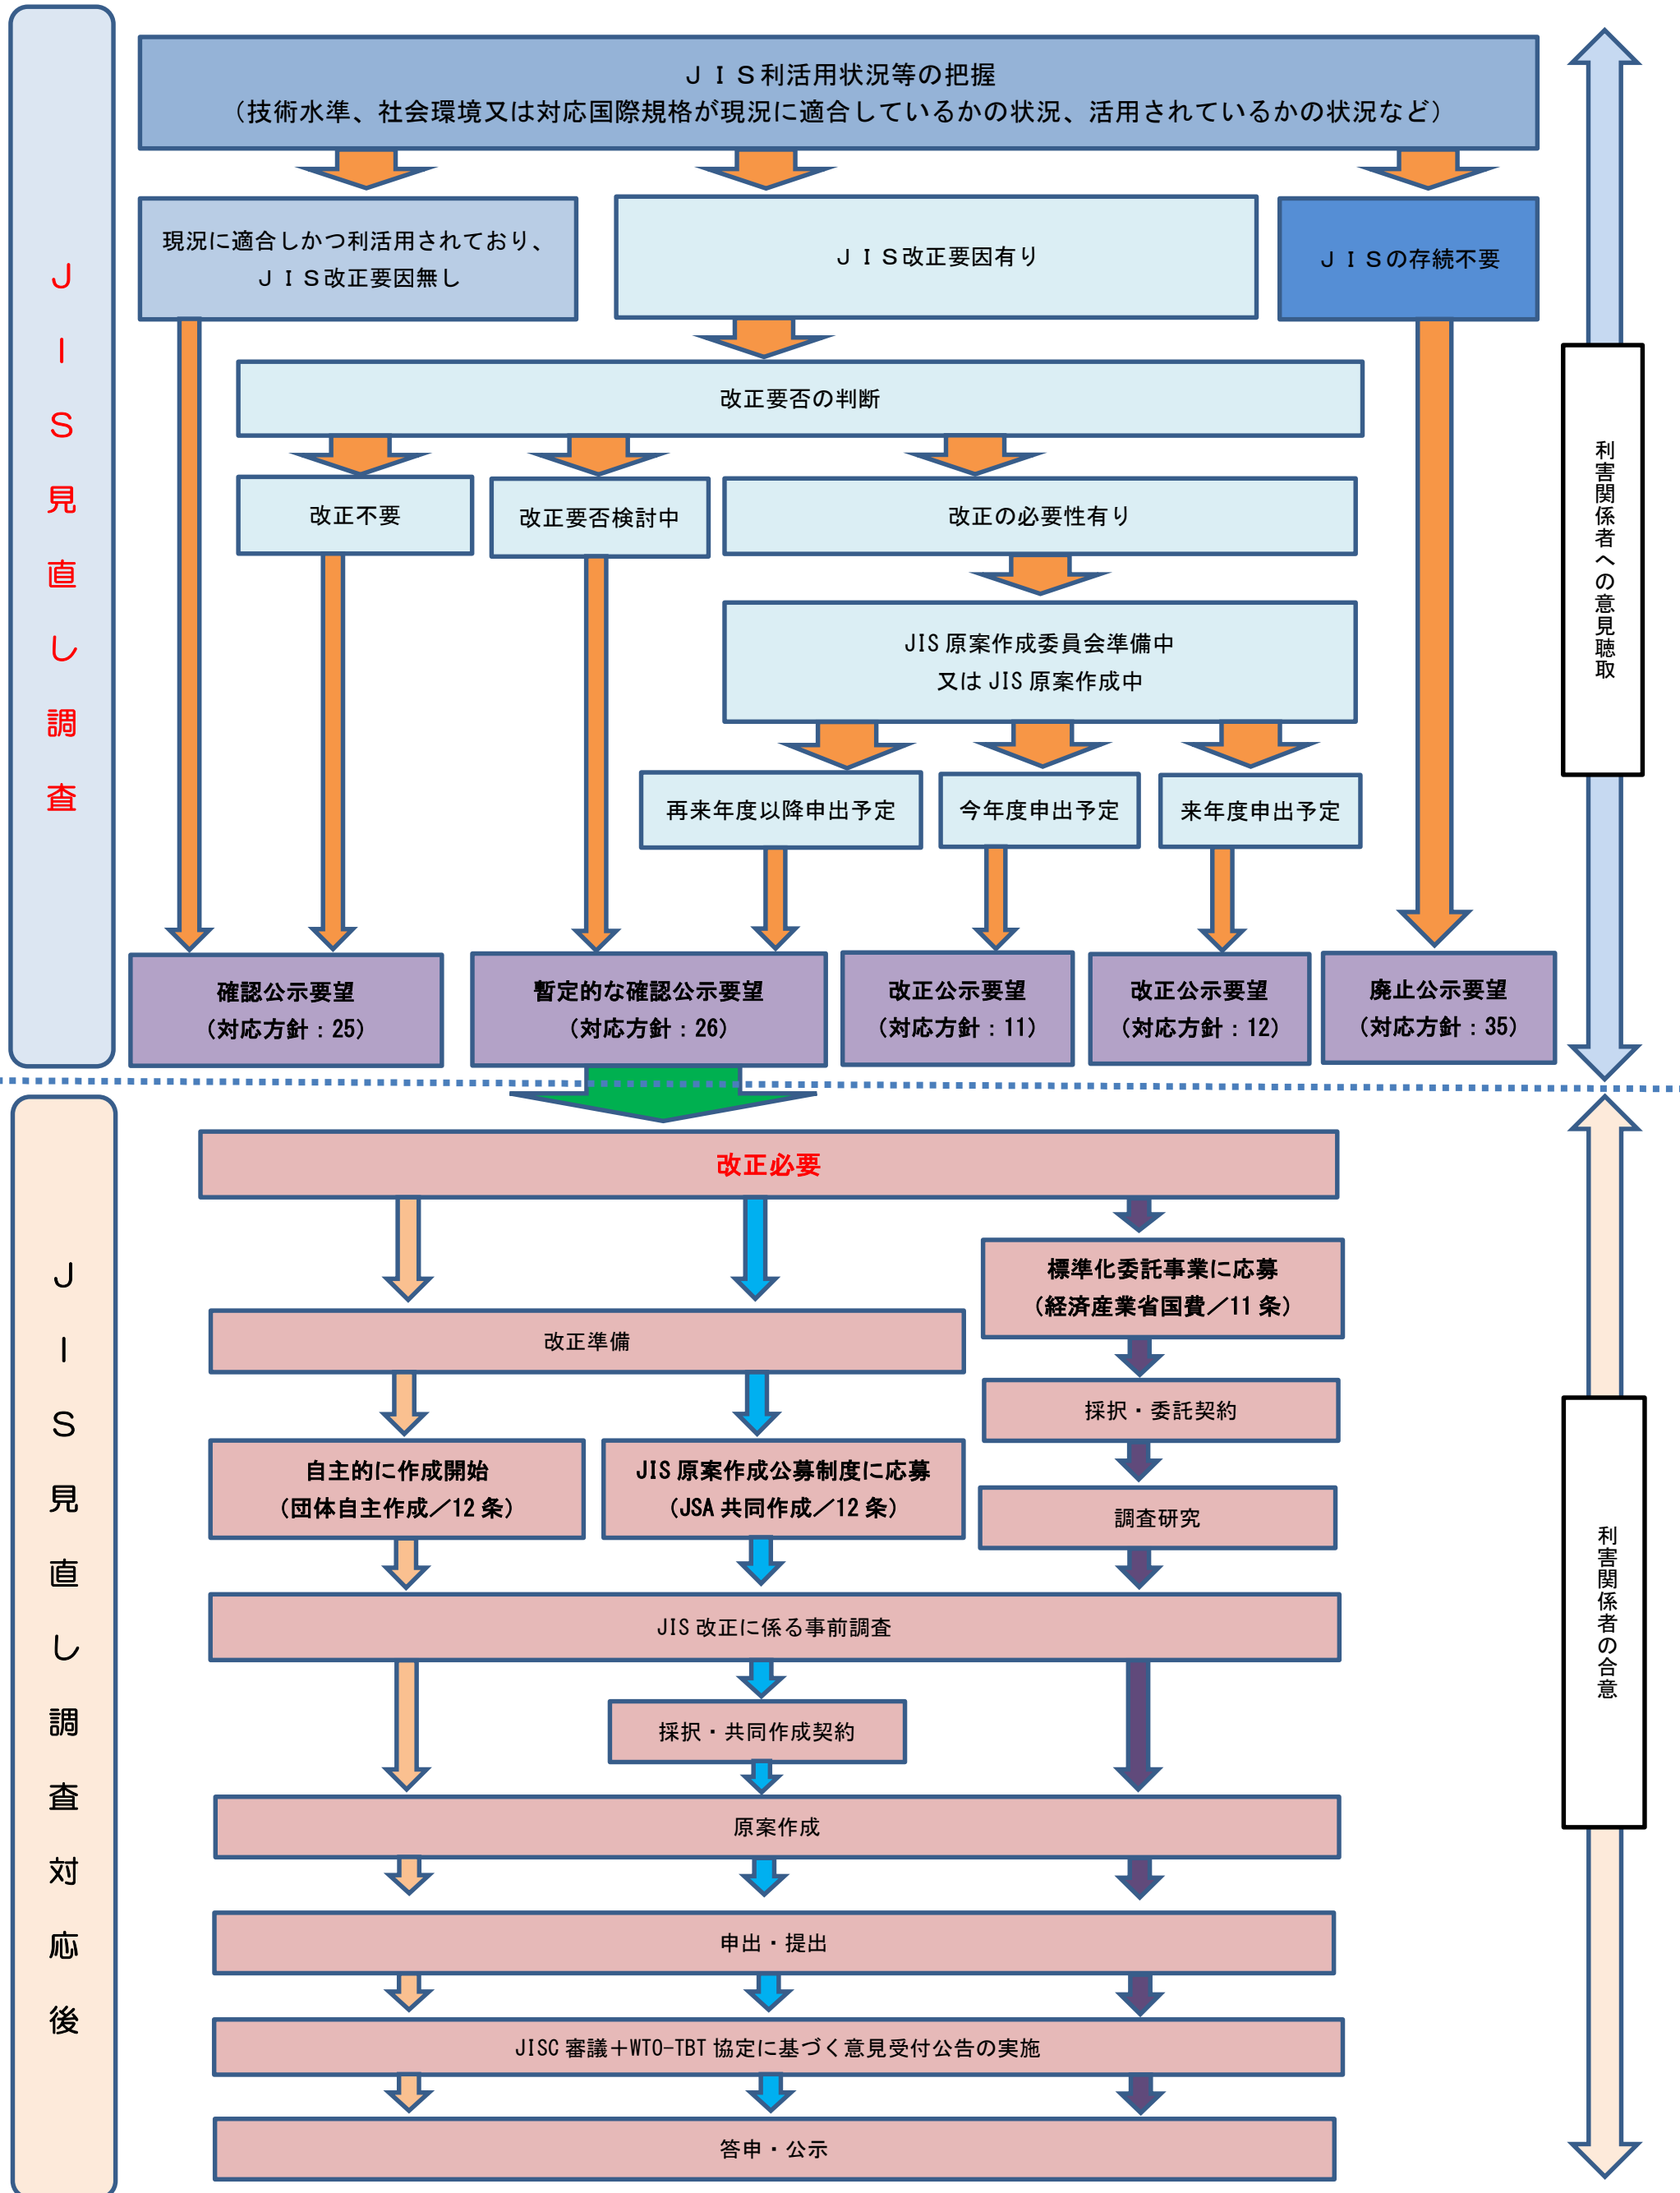 JIS見直し調査
JIS利活用状況等の把握
(技術水準、社会環境又は対応国際規格が現況に適合しているかの状況、活用されているかの状況など)
現況に適合しかつ利活用されており、
JIS改正要因無し
JIS改正要因有り
JISの存続不要
改正要否の判断
改正不要
改正要否検討中
改正の必要性有り
JIS 原案作成委員会準備中
又は JIS 原案作成中
再来年度以降申出予定
今年度申出予定
来年度申出予定
確認公示要望
(対応方針:25)
暫定的な確認公示要望
(対応方針:26)
改正公示要望
(対応方針:11)
改正公示要望
(対応方針:12)
廃止公示要望
(対応方針:35)
利害関係者への意見聴取
JIS見直し調査対応後
改正必要
標準化委託事業に応募
(経済産業省国費/11 条)
改正準備
採択・委託契約
自主的に作成開始
(団体自主作成/12 条)
JIS 原案作成公募制度に応募
(JSA 共同作成/12 条)
調査研究
JIS 改正に係る事前調査
採択・共同作成契約
原案作成
申出・提出
JISC 審議+WTO-TBT 協定に基づく意見受付公告の実施
答申・公示
利害関係者の合意